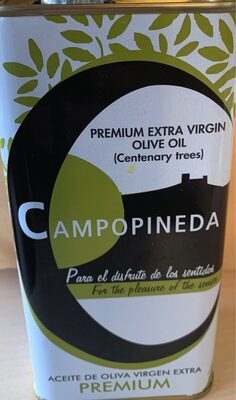 PREMIUM EXTRA VIRGIN
OLIVE OIL
(Centenary trees)
CAMPOPINEDA
Para el disfrute de los sentidos
For the pleasure of the senses
ACEITE DE OLIVA VIRGEN EXTRA
PREMIUM